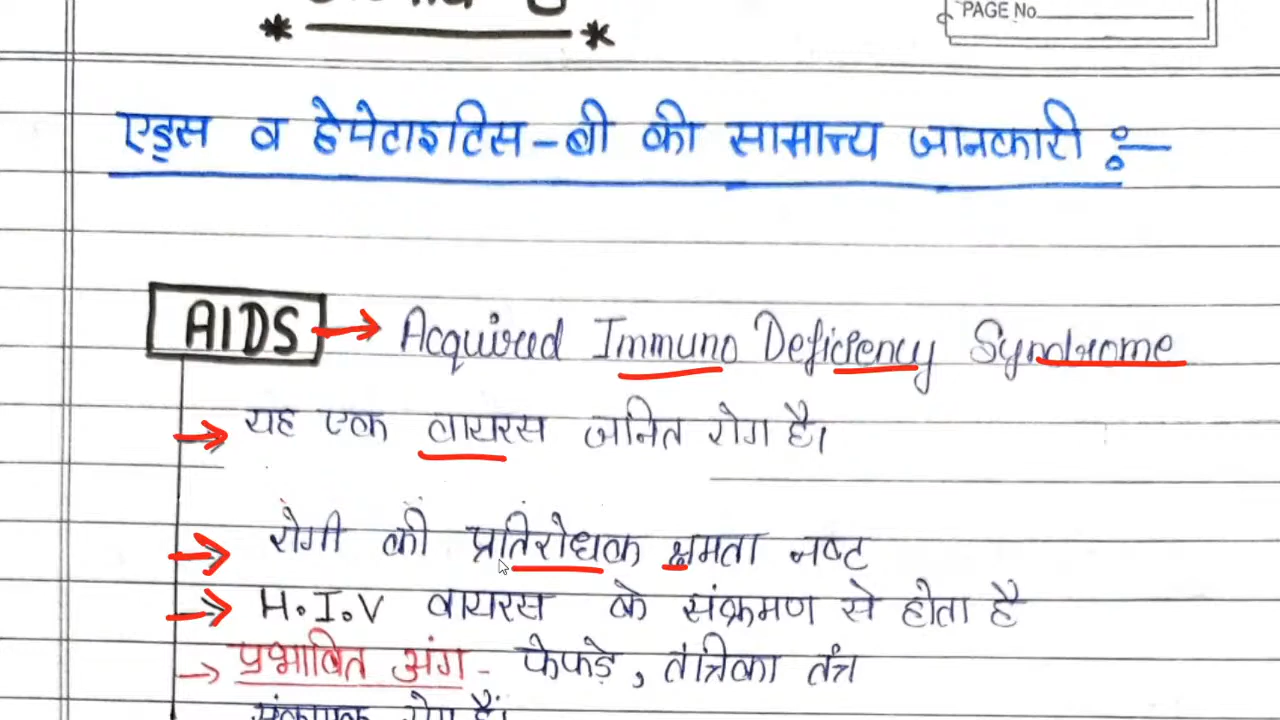 PAGE No.
एड्स व हेपेटाइटिस-बी की सामान्य जानकारी :-
AIDS → Acquired Immuno Deficiency Syndrome
→ यह एक वायरस जनित रोग है।
→ रोगी की प्रतिरोधक क्षमता नष्ट
→ H.I.V वायरस के संक्रमण से होता है
→ प्रभावित अंग - फेफड़े, तंत्रिका तंत्र
संक्रामक रोग हैं।